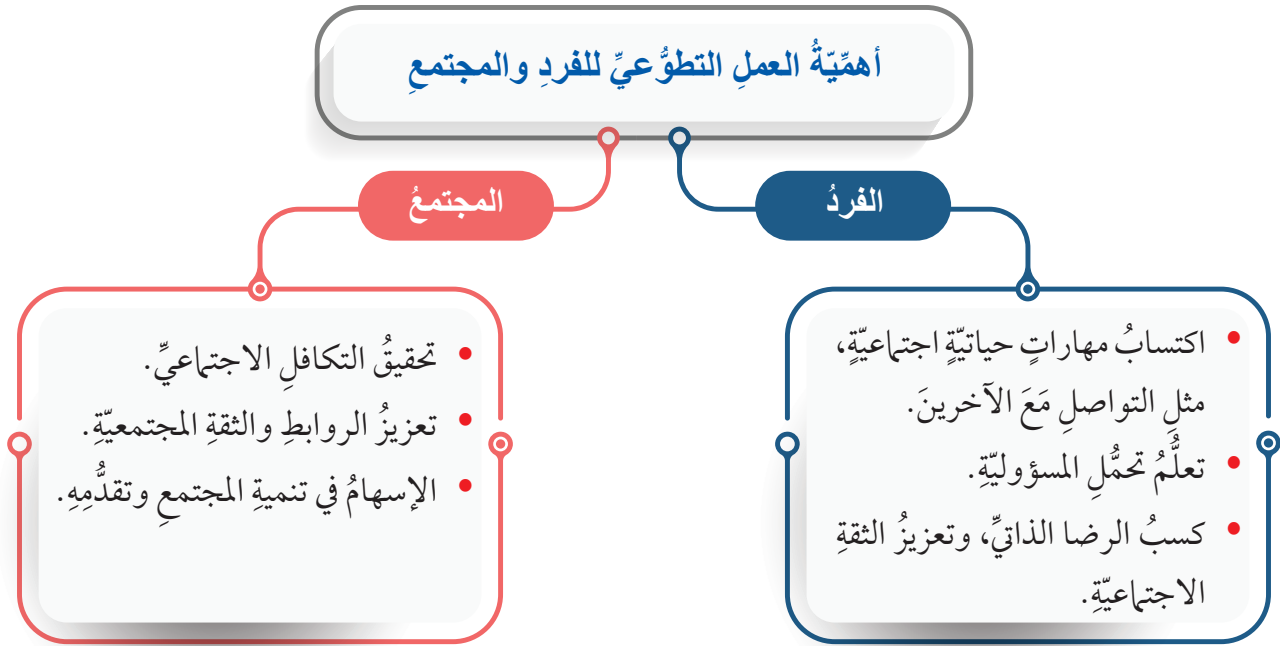 أهمِّيّةُ العملِ التطوُّعيِّ للفردِ والمجتمعِ
الفردُ
اكتسابُ مهاراتٍ حياتيّةٍ اجتماعيّةٍ،
مثلِ التواصلِ مَعَ الآخرينَ.
تعلُّمُ تحمُّلِ المسؤوليّةِ.
كسبُ الرضا الذاتيِّ، وتعزيزُ الثقةِ
الاجتماعيّةِ.
المجتمعُ
تحقيقُ التكافلِ الاجتماعيِّ.
تعزيزُ الروابطِ والثقةِ المجتمعيّةِ.
الإسهامُ في تنميةِ المجتمعِ وتقدُّمِهِ.